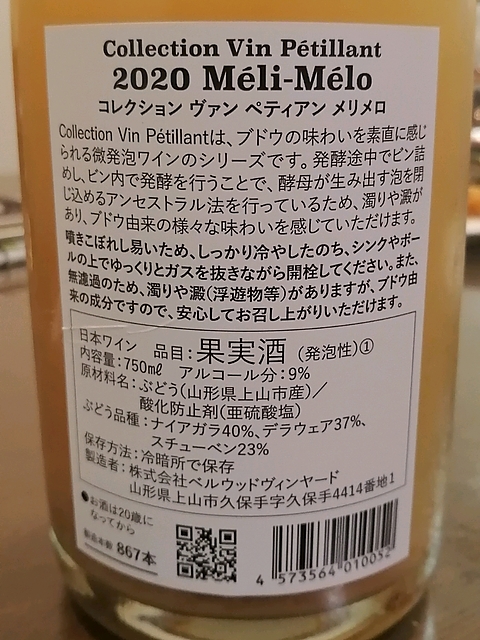 Collection Vin Pétillant
2020 Méli-Mélo
コレクション ヴァン ペティアン メリメロ
Collection Vin Pétillantは、ブドウの味わいを素直に感じ
られる微発泡ワインのシリーズです。発酵途中でビン詰
めし、ビン内で発酵を行うことで、酵母が生み出す泡を閉
じ込めるアンセストラル法を行っているため、濁りや澱が
あり、ブドウ由来の様々な味わいを感じていただけます。
噴きこぼれし易いため、しっかり冷やしたのち、シンクやボー
ルの上でゆっくりとガスを抜きながら開栓してください。また、
無濾過のため、濁りや澱(浮遊物等)がありますが、ブドウ由
来の成分ですので、安心してお召し上がりいただけます。
日本ワイン 品目:果実酒(発泡性)①
内容量:750mℓ アルコール分:9%
原材料名:ぶどう(山形県上山市産)/
酸化防止剤(亜硫酸塩)
ぶどう品種:ナイアガラ40%、デラウェア37%、
スチューベン23%
保存方法:冷暗所で保存
製造者:株式会社ベルウッドヴィンヤード
山形県上山市久保手字久保手4414番地1
●お酒は20歳に
なってから
製造本数 867本
4 573564 010052